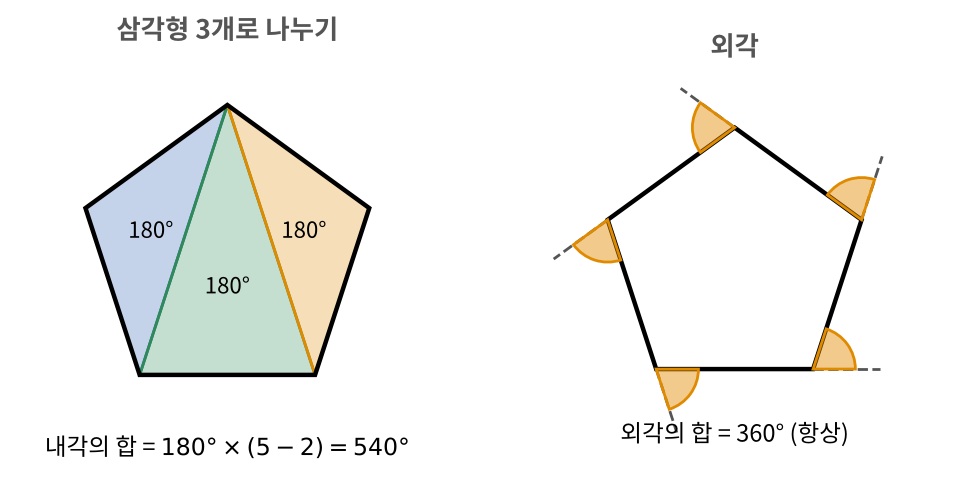 삼각형 3개로 나누기
외각
180°
180°
180°
내각의 합 = 180° × (5 − 2) = 540°
외각의 합 = 360° (항상)